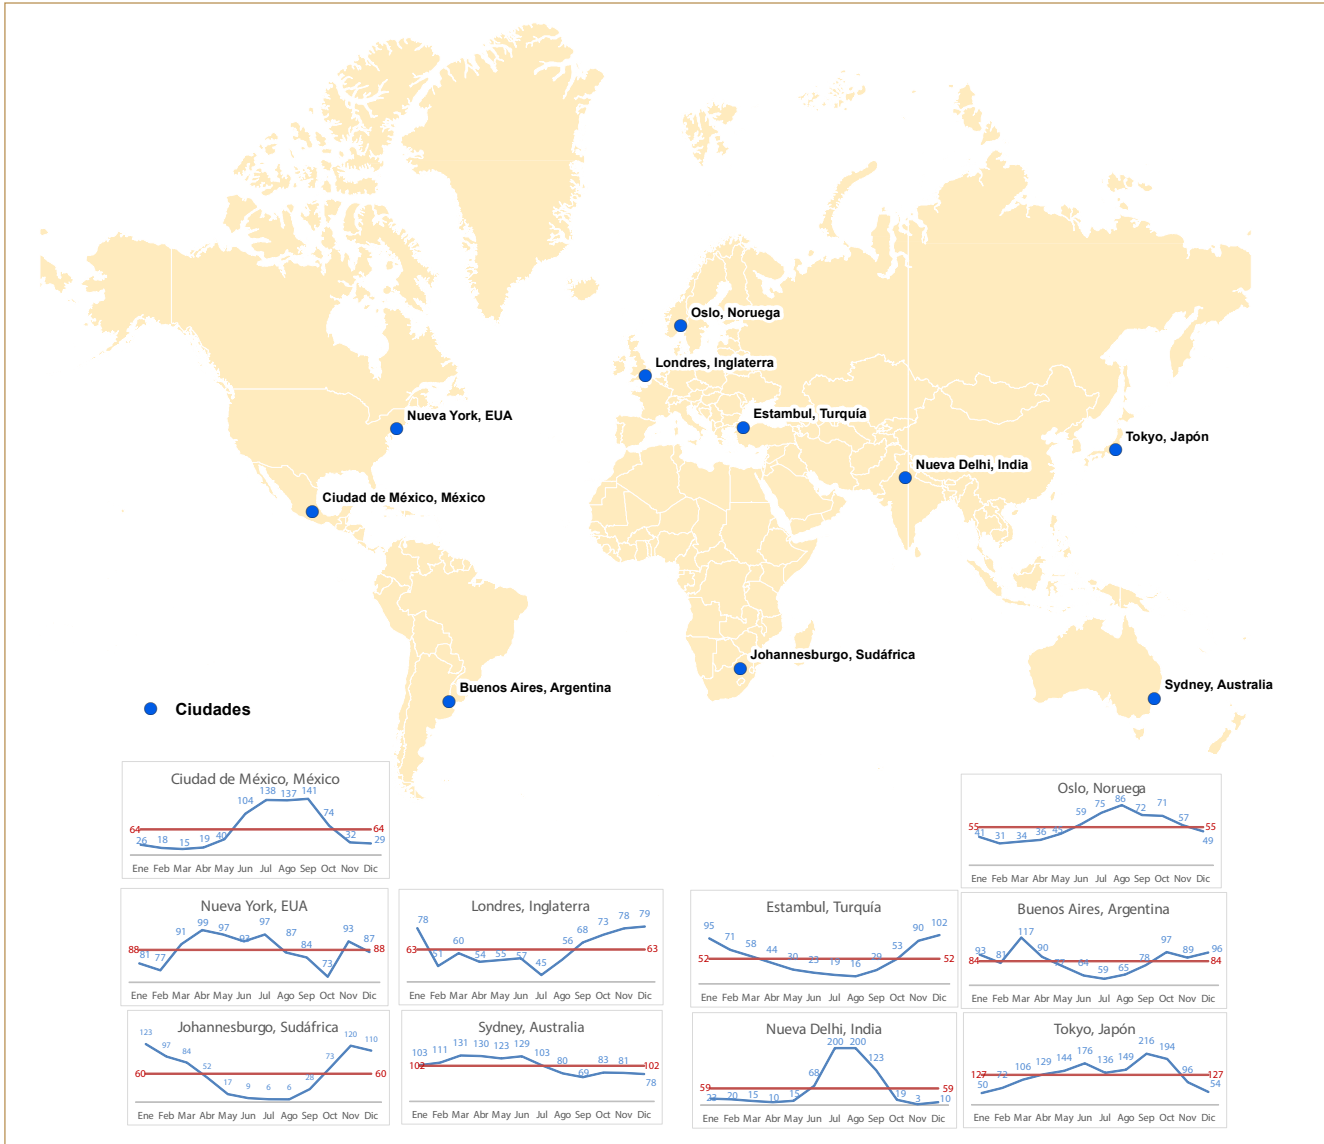 Oslo, Noruega
Londres, Inglaterra
Nueva York, EUA
Estambul, Turquía
Tokyo, Japón
Nueva Delhi, India
Ciudad de México, México
Johannesburgo, Sudáfrica
Buenos Aires, Argentina
Sydney, Australia
Ciudades
Ciudad de México, México
64 26 18 15 19 40 104 138 137 141 74 32 29 64
Ene Feb Mar Abr May Jun Jul Ago Sep Oct Nov Dic
Oslo, Noruega
55 41 31 34 36 45 59 75 86 72 71 57 49 55
Ene Feb Mar Abr May Jun Jul Ago Sep Oct Nov Dic
Nueva York, EUA
88 81 77 91 99 97 93 97 87 84 73 93 87 88
Ene Feb Mar Abr May Jun Jul Ago Sep Oct Nov Dic
Londres, Inglaterra
63 78 51 60 54 55 57 45 56 68 73 78 79 63
Ene Feb Mar Abr May Jun Jul Ago Sep Oct Nov Dic
Estambul, Turquía
52 95 71 58 44 30 23 19 16 29 53 90 102 52
Ene Feb Mar Abr May Jun Jul Ago Sep Oct Nov Dic
Buenos Aires, Argentina
84 93 81 117 90 77 64 59 65 78 97 89 96 84
Ene Feb Mar Abr May Jun Jul Ago Sep Oct Nov Dic
Johannesburgo, Sudáfrica
60 123 97 84 52 17 9 6 6 28 73 120 110 60
Ene Feb Mar Abr May Jun Jul Ago Sep Oct Nov Dic
Sydney, Australia
102 103 111 131 130 123 129 103 80 69 83 81 78 102
Ene Feb Mar Abr May Jun Jul Ago Sep Oct Nov Dic
Nueva Delhi, India
59 23 20 15 10 15 68 200 200 123 19 3 10 59
Ene Feb Mar Abr May Jun Jul Ago Sep Oct Nov Dic
Tokyo, Japón
127 50 72 106 129 144 176 136 149 216 194 96 54 127
Ene Feb Mar Abr May Jun Jul Ago Sep Oct Nov Dic